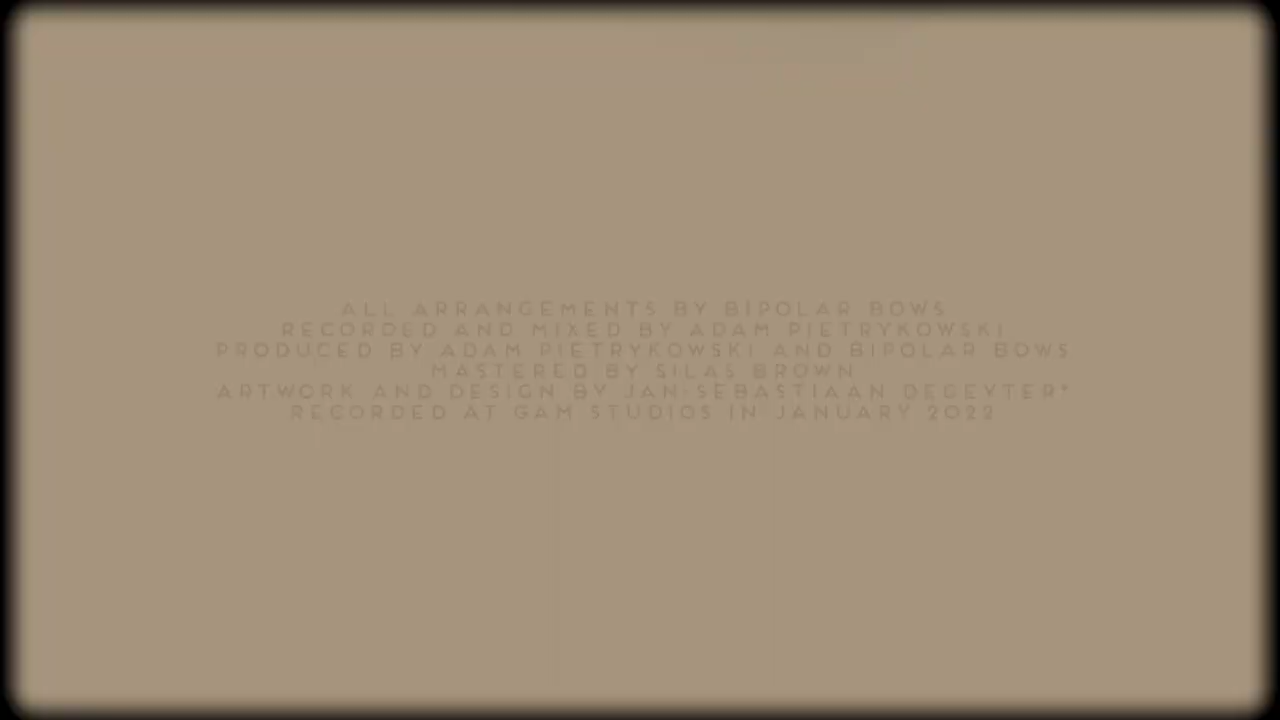 ALL ARRANGEMENTS BY BIPOLAR BOWS
RECORDED AND MIXED BY ADAM PIETRYKOWSKI
PRODUCED BY ADAM PIETRYKOWSKI AND BIPOLAR BOWS
MASTERED BY SILAS BROWN
ARTWORK AND DESIGN BY JAN-SEBASTIAAN DEGEYTER*
RECORDED AT GAM STUDIOS IN JANUARY 2022